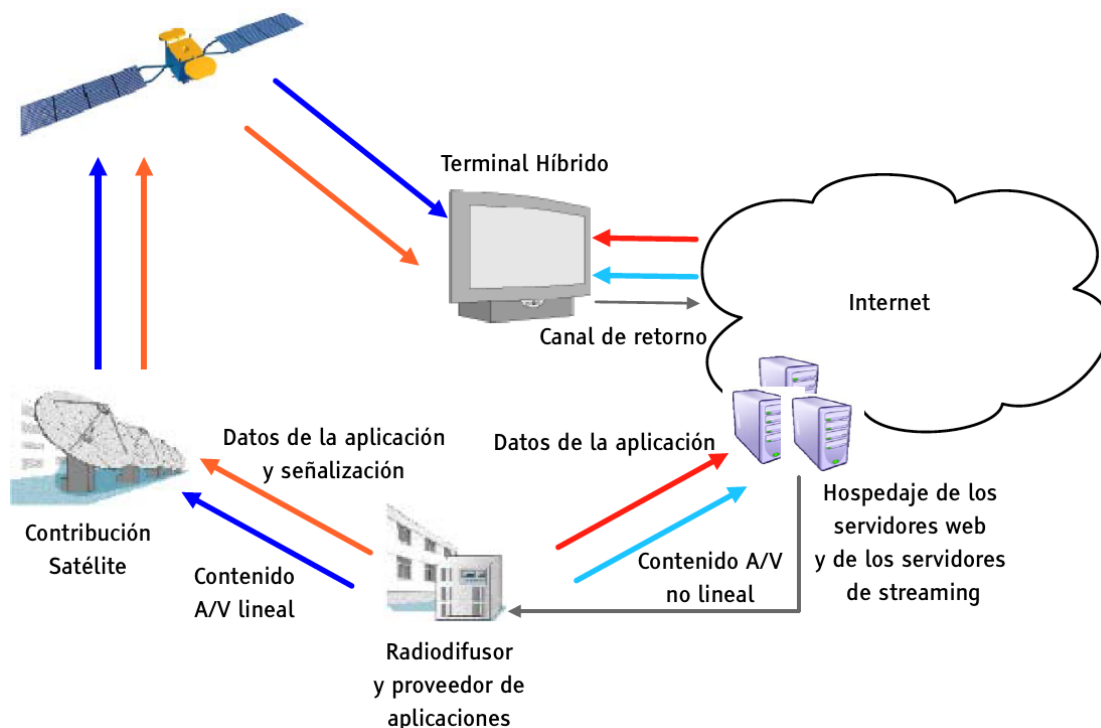 Terminal Híbrido
Internet
Canal de retorno
Datos de la aplicación
y señalización
Datos de la aplicación
Contribución
Satélite
Contenido
A/V lineal
Contenido A/V
no lineal
Hospedaje de los
servidores web
y de los servidores
de streaming
Radiodifusor
y proveedor de
aplicaciones